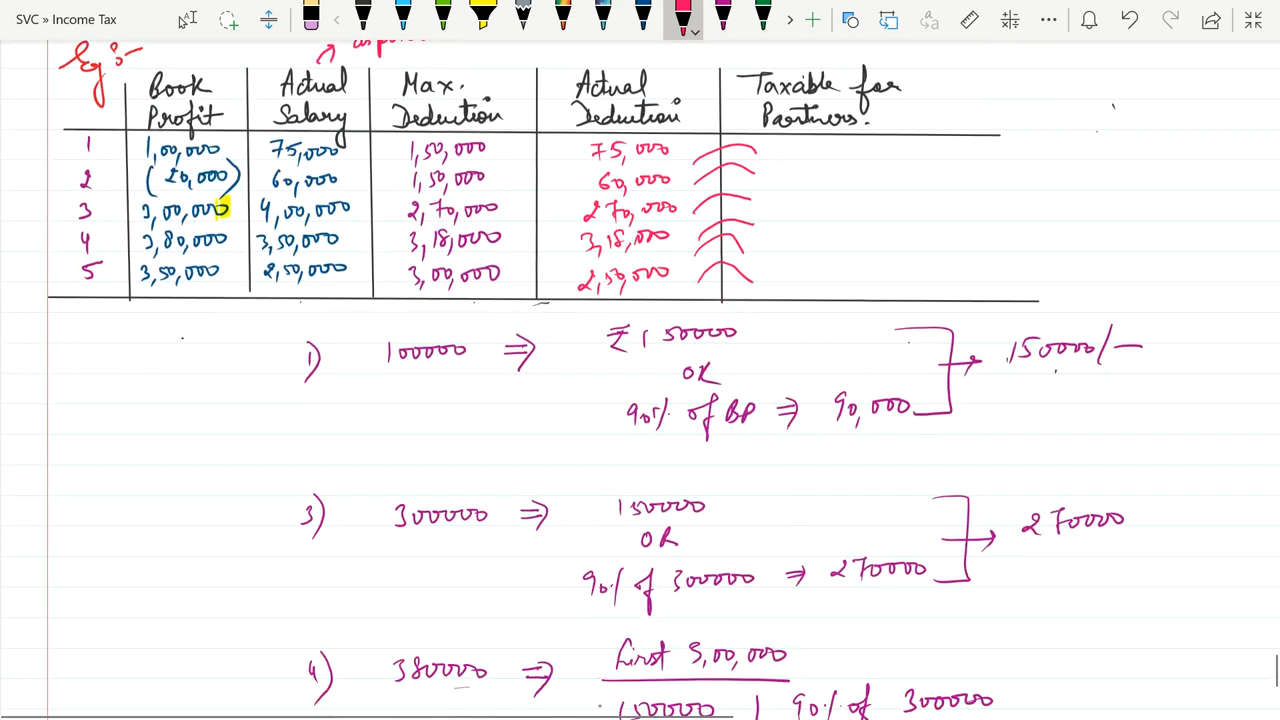 SVC » Income Tax
Eg :-
Book Profit | Actual Salary | Max. Deduction | Actual Deduction | Taxable for Partners.
1 | 1,00,000 | 75,000 | 1,50,000 | 75,000
2 | (20,000) | 60,000 | 1,50,000 | 60,000
3 | 3,00,000 | 4,00,000 | 2,70,000 | 270,000
4 | 3,80,000 | 3,50,000 | 3,18,000 | 3,18,000
5 | 3,50,000 | 2,50,000 | 3,00,000 | 2,50,000
1) 100000 ⇒ ₹150000
OR
90% of BP ⇒ 90,000 → 150000/-
3) 300000 ⇒ 150000
OR
90% of 300000 ⇒ 270000 → 270000
4) 380000 ⇒ First 3,00,000
150000 | 90% of 300000